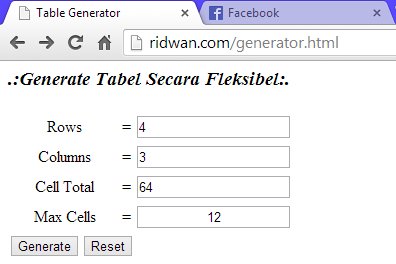 Table Generator
Facebook
ridwan.com/generator.html
.:Generate Tabel Secara Fleksibel:.
Rows = 4
Columns = 3
Cell Total = 64
Max Cells = 12
Generate Reset